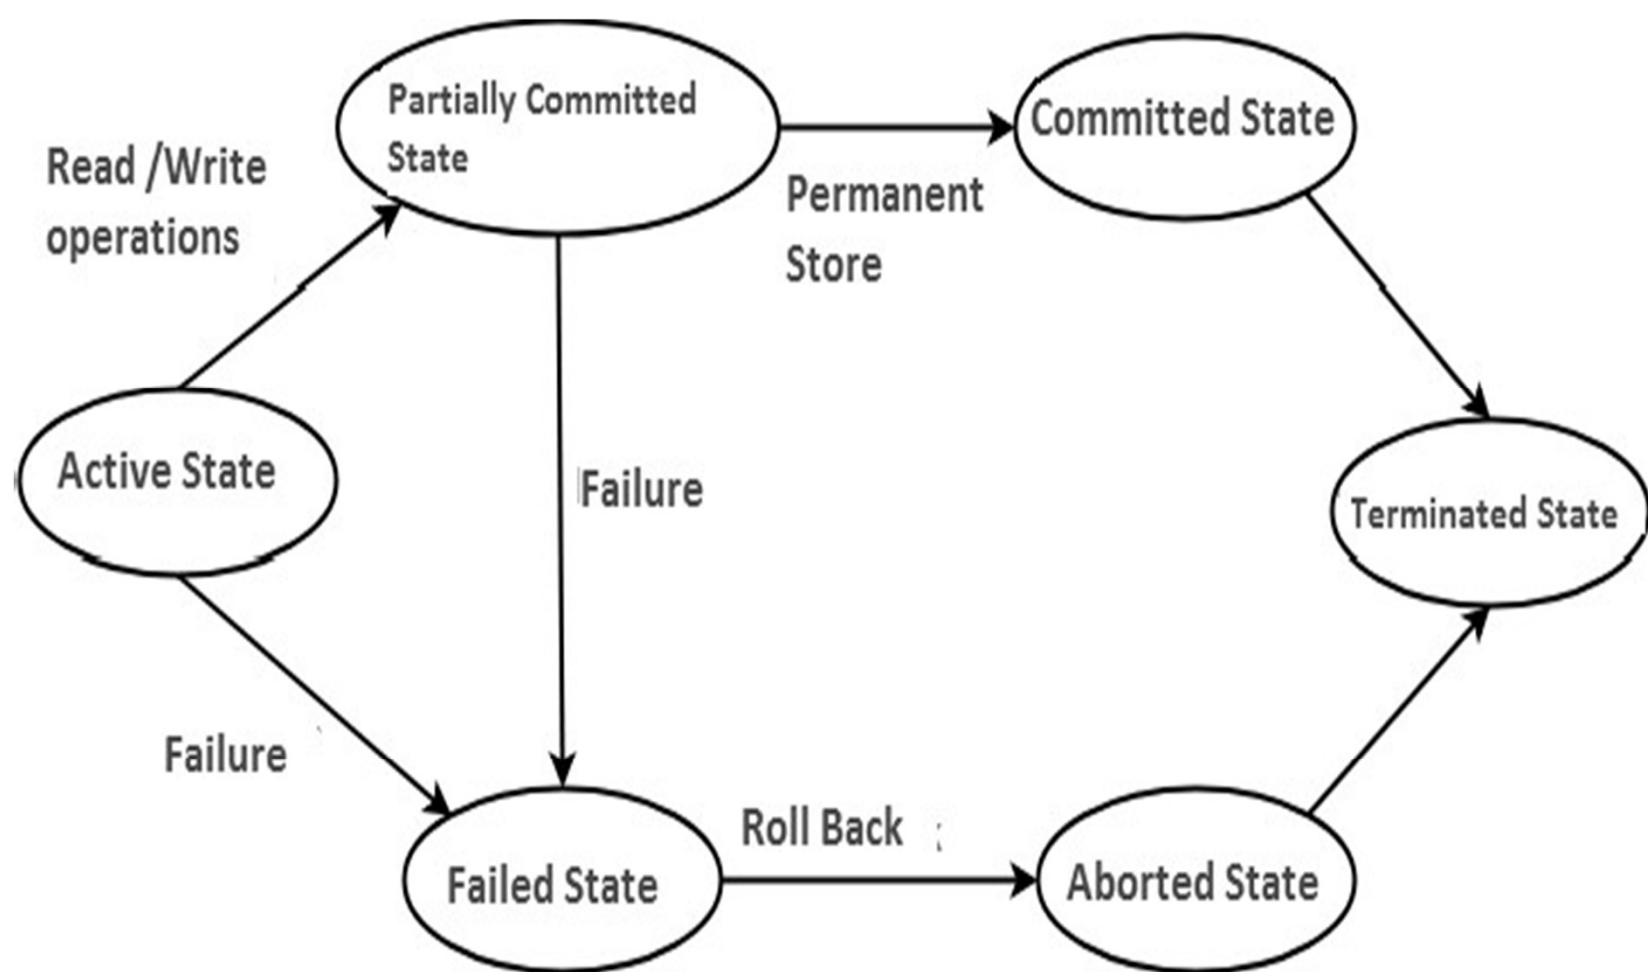 Partially Committed
State
Committed State
Read /Write
operations
Permanent
Store
Active State
Failure
Terminated State
Failure
Roll Back
Failed State
Aborted State